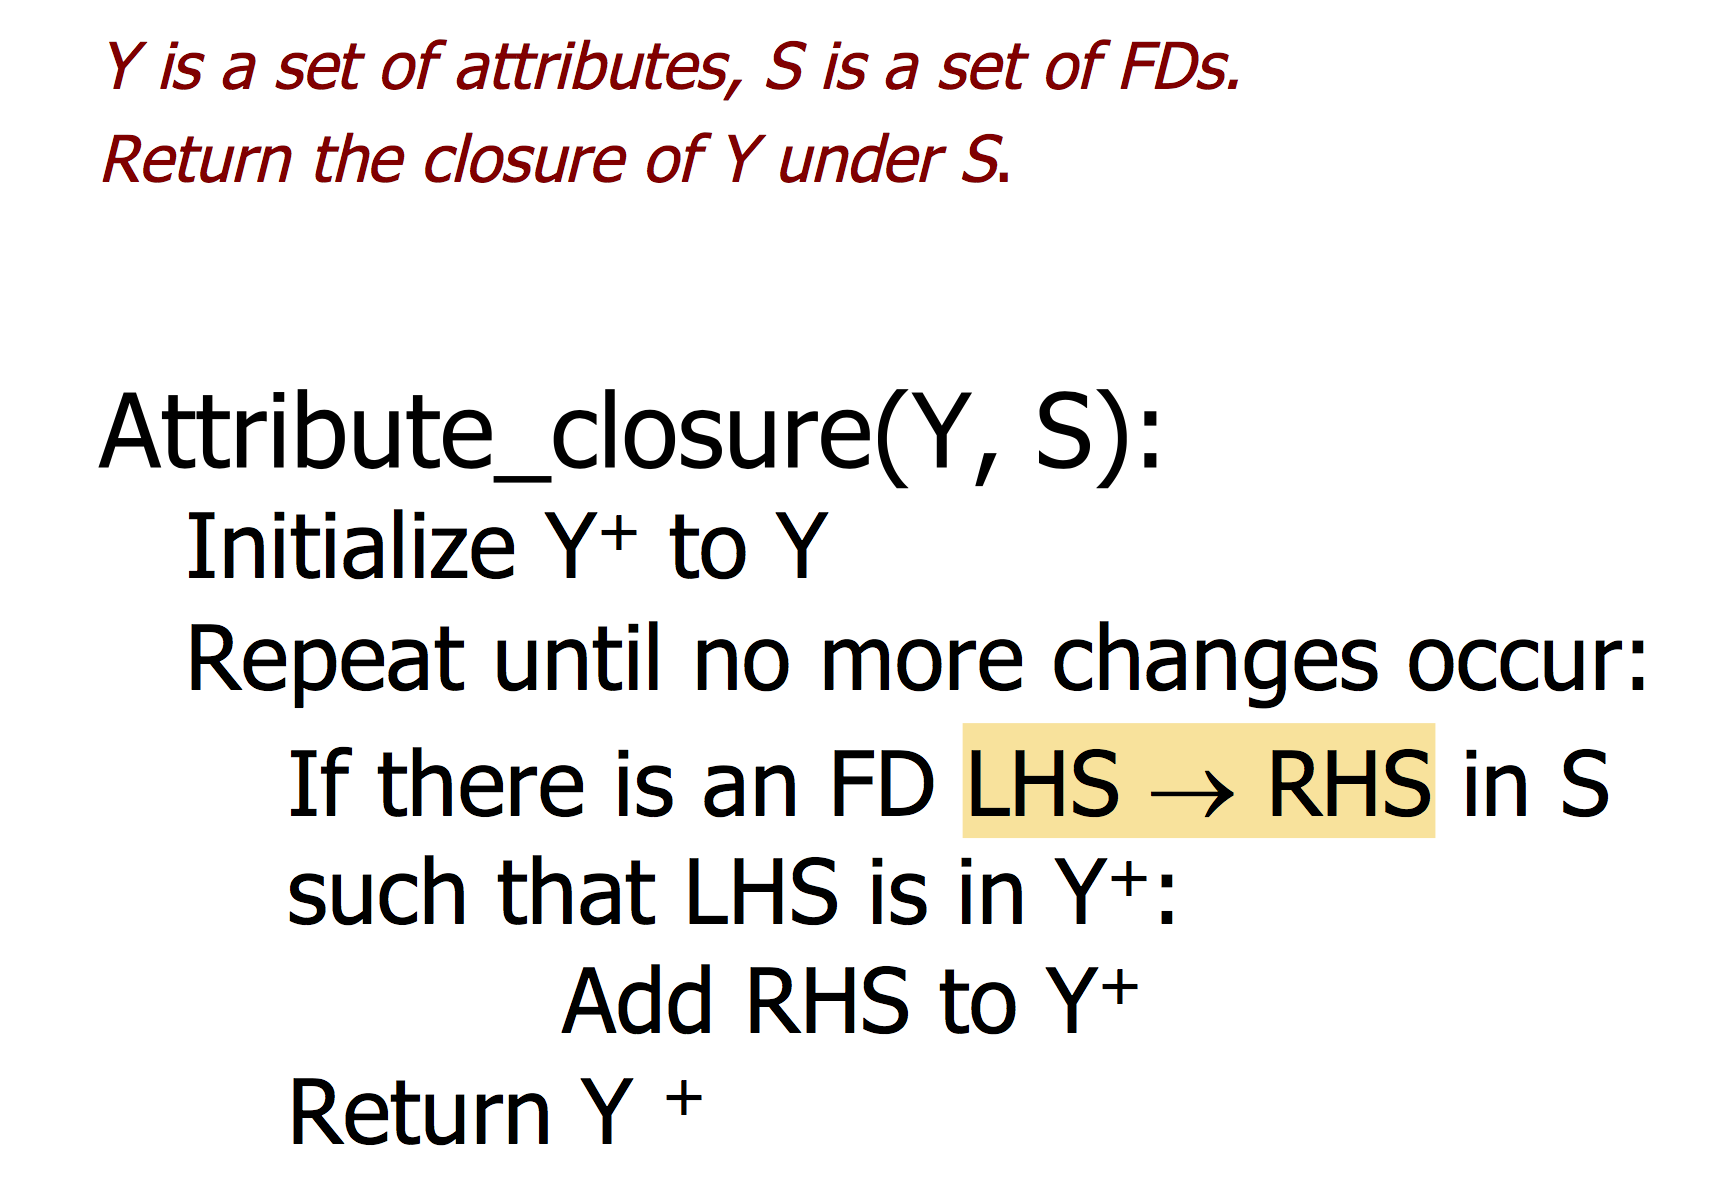 Y is a set of attributes, S is a set of FDs.
Return the closure of Y under S.
Attribute_closure(Y, S):
Initialize Y⁺ to Y
Repeat until no more changes occur:
If there is an FD LHS → RHS in S
such that LHS is in Y⁺:
Add RHS to Y⁺
Return Y ⁺